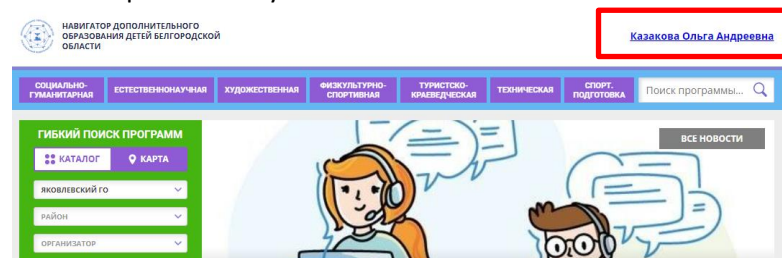 НАВИГАТОР ДОПОЛНИТЕЛЬНОГО
ОБРАЗОВАНИЯ ДЕТЕЙ БЕЛГОРОДСКОЙ
ОБЛАСТИ
Казакова Ольга Андреевна
СОЦИАЛЬНО-
ГУМАНИТАРНАЯ
ЕСТЕСТВЕННОНАУЧНАЯ
ХУДОЖЕСТВЕННАЯ
ФИЗКУЛЬТУРНО-
СПОРТИВНАЯ
ТУРИСТСКО-
КРАЕВЕДЧЕСКАЯ
ТЕХНИЧЕСКАЯ
СПОРТ.
ПОДГОТОВКА
Поиск программы...
ГИБКИЙ ПОИСК ПРОГРАММ
КАТАЛОГ
КАРТА
ЯКОВЛЕВСКИЙ ГО
РАЙОН
ОРГАНИЗАТОР
ВСЕ НОВОСТИ